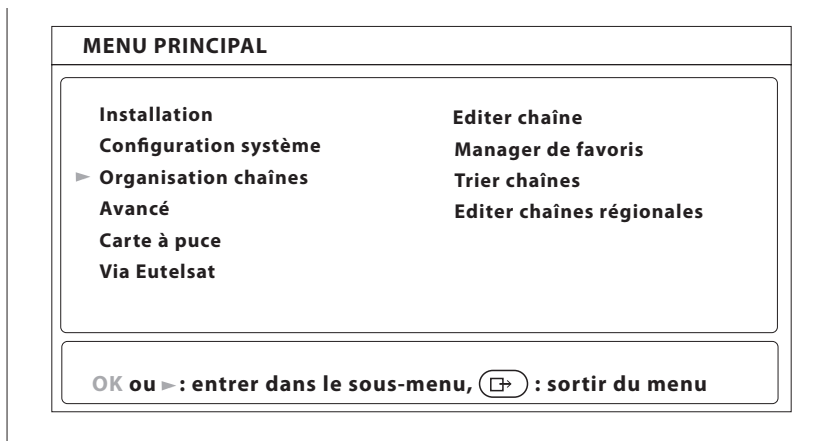 MENU PRINCIPAL
Installation
Configuration système
► Organisation chaînes
Avancé
Carte à puce
Via Eutelsat
Editer chaîne
Manager de favoris
Trier chaînes
Editer chaînes régionales
OK ou ► : entrer dans le sous-menu, : sortir du menu